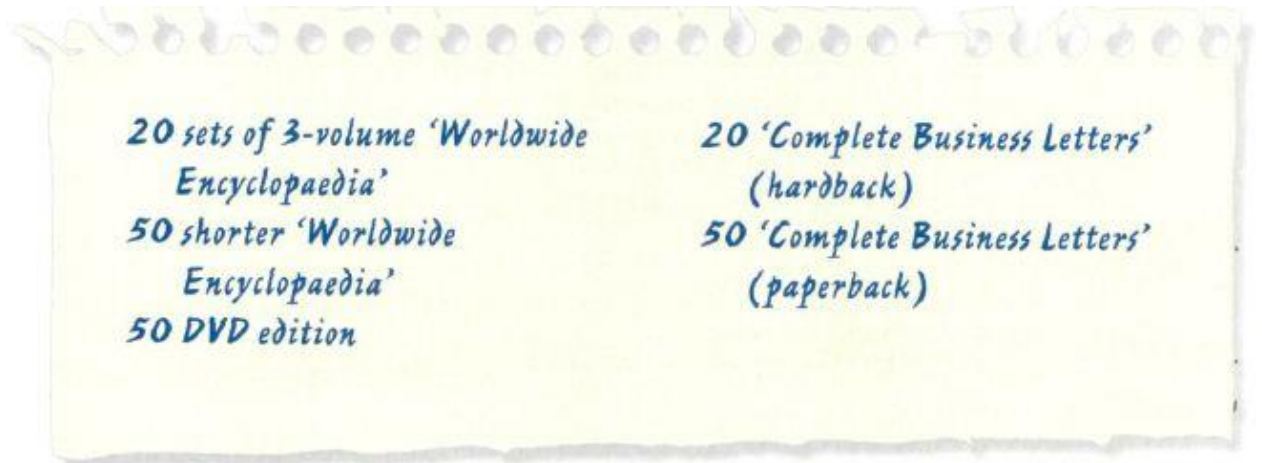 20 sets of 3-volume ‘Worldwide
Encyclopaedia’
50 shorter ‘Worldwide
Encyclopaedia’
50 DVD edition
20 ‘Complete Business Letters’
(hardback)
50 ‘Complete Business Letters’
(paperback)